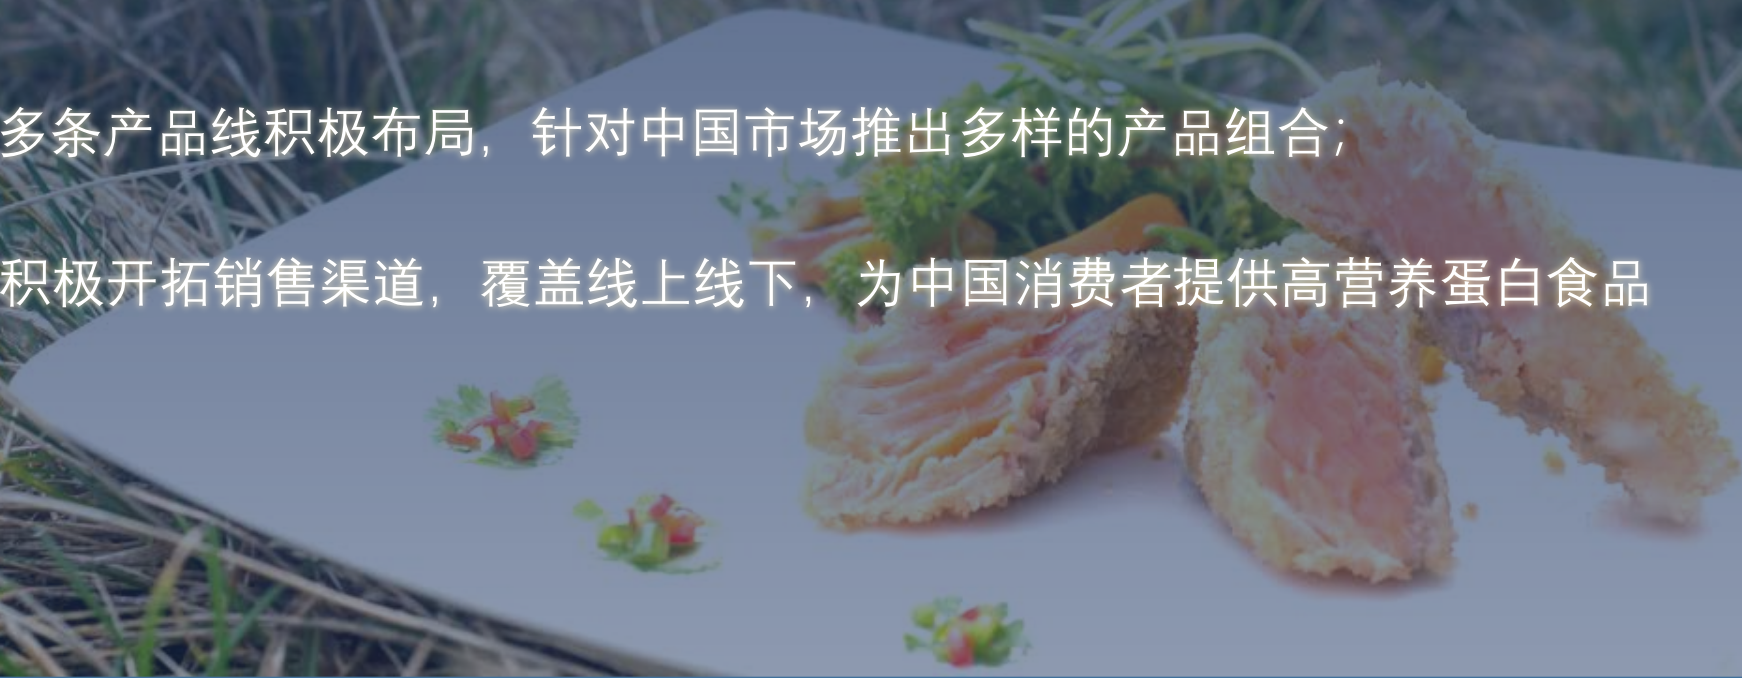 多条产品线积极布局，针对中国市场推出多样的产品组合；
积极开拓销售渠道，覆盖线上线下，为中国消费者提供高营养蛋白食品